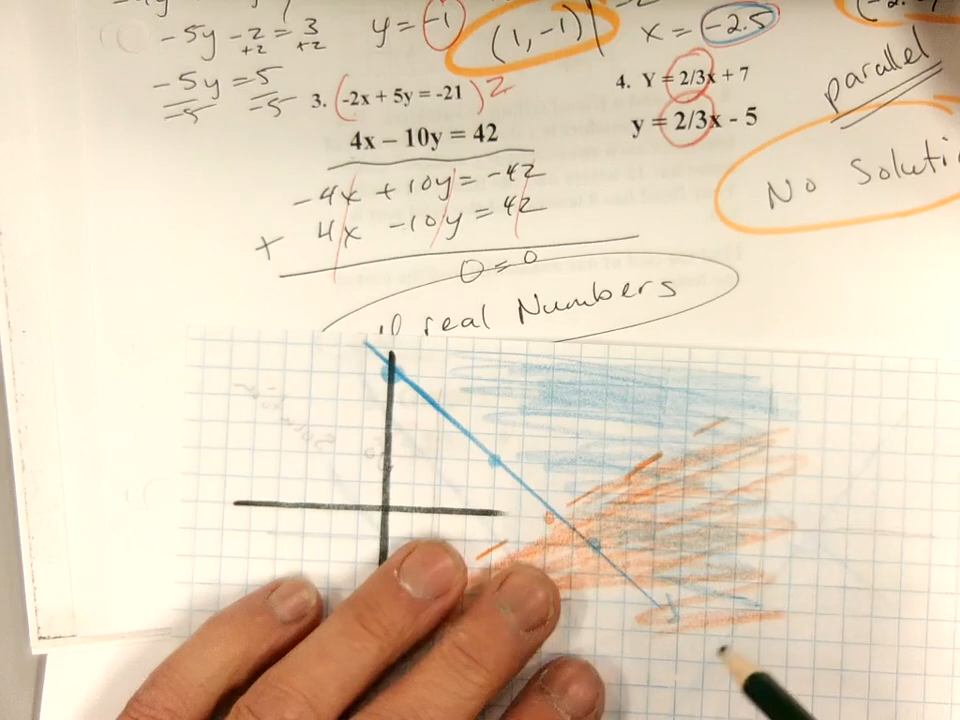 -5y - 2 = 3
+2 +2
y = -1
(1, -1)
x = -2.5
-5y = 5
-5 -5
3. (-2x + 5y = -21) 2
4x – 10y = 42
-4x + 10y = -42
+ 4x - 10y = 42
0 = 0
real Numbers
4. Y = 2/3x + 7
y = 2/3x - 5
parallel
No Soluti